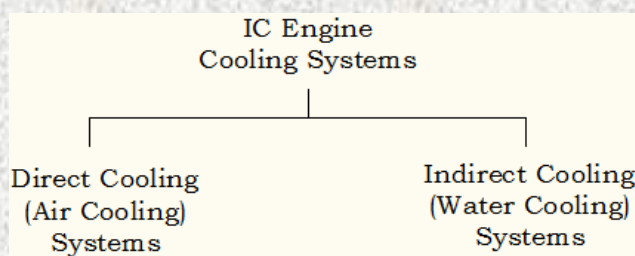 IC Engine
Cooling Systems
Direct Cooling
(Air Cooling)
Systems
Indirect Cooling
(Water Cooling)
Systems